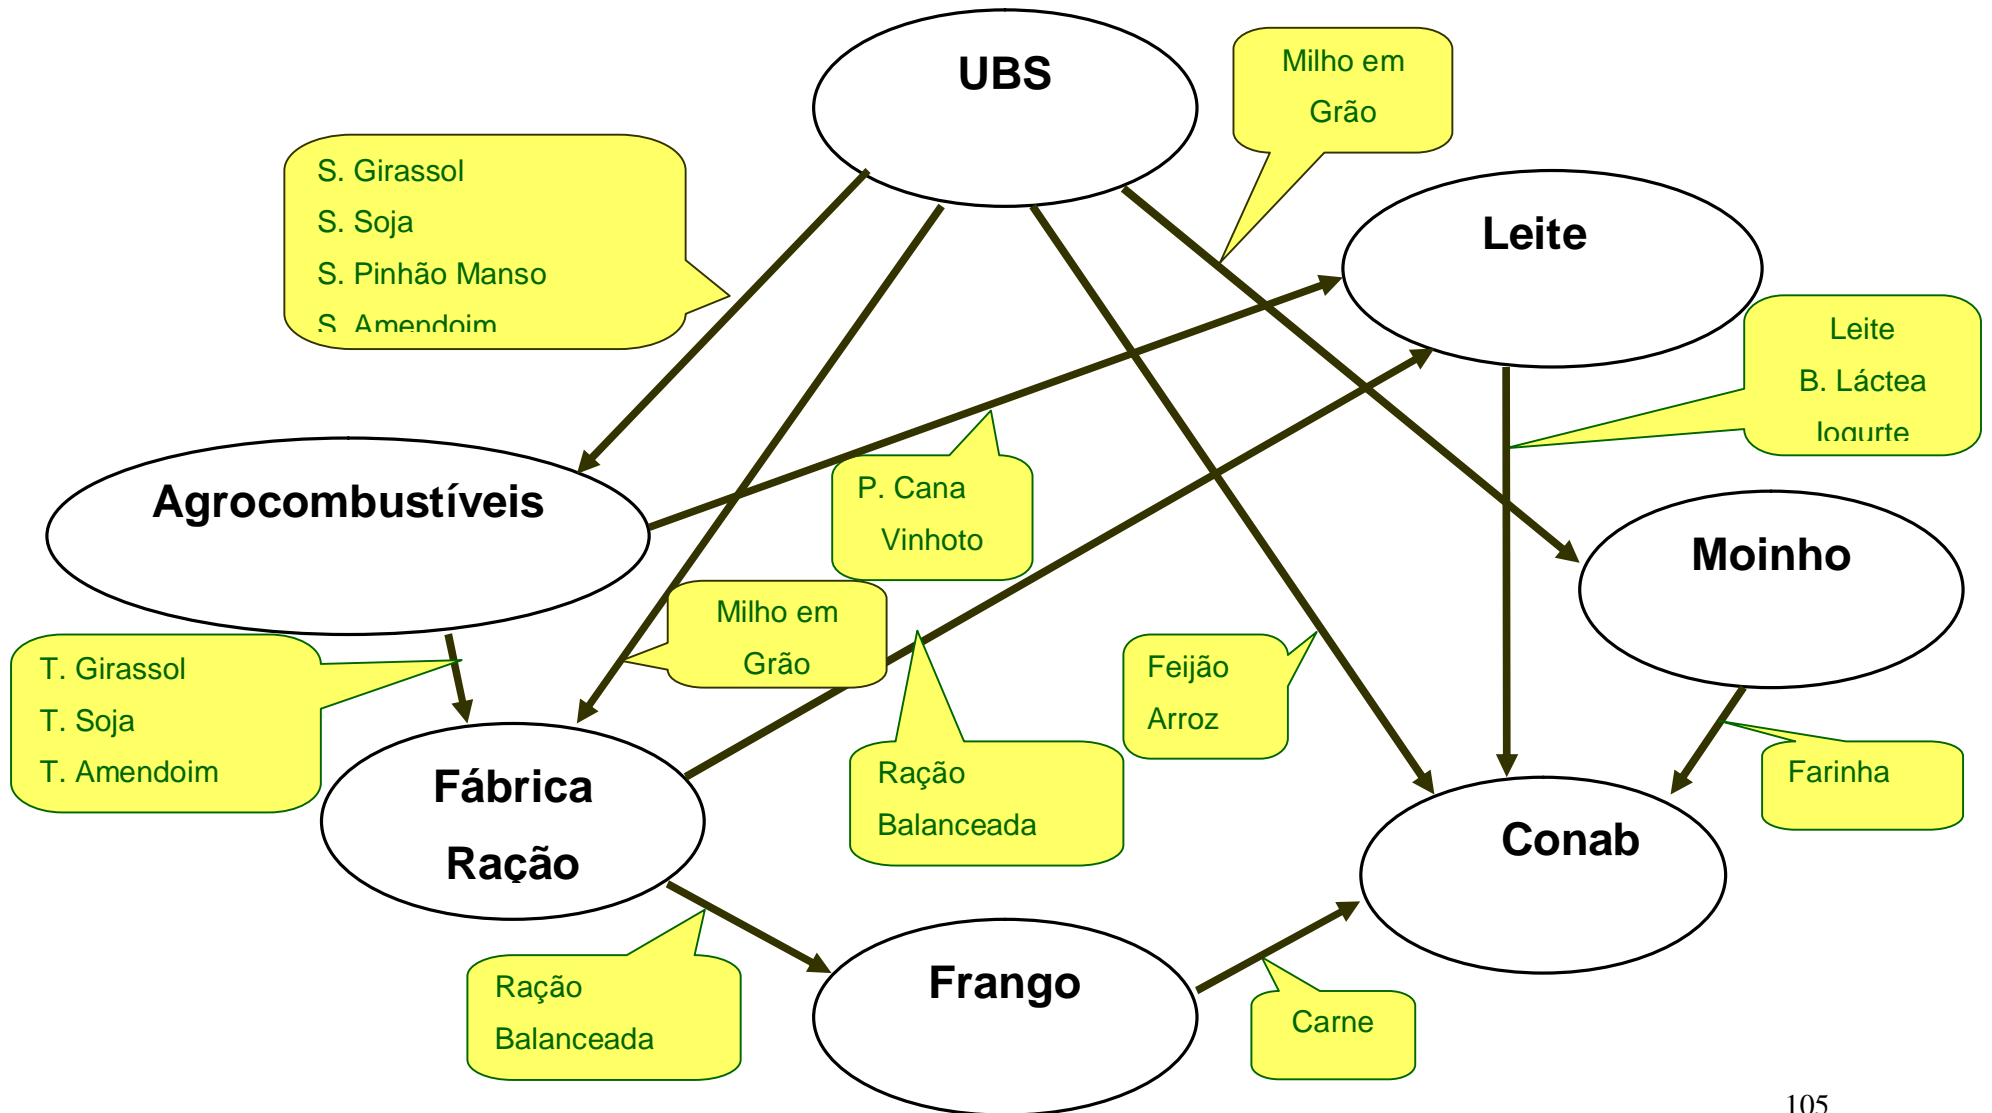 UBS
Milho em
Grão
S. Girassol
S. Soja
S. Pinhão Manso
S. Amendoim
Leite
Leite
B. Láctea
Iogurte
Agrocombustíveis
P. Cana
Vinhoto
Moinho
Milho em
Grão
T. Girassol
T. Soja
T. Amendoim
Feijão
Arroz
Fábrica
Ração
Ração
Balanceada
Farinha
Conab
Ração
Balanceada
Frango
Carne
105